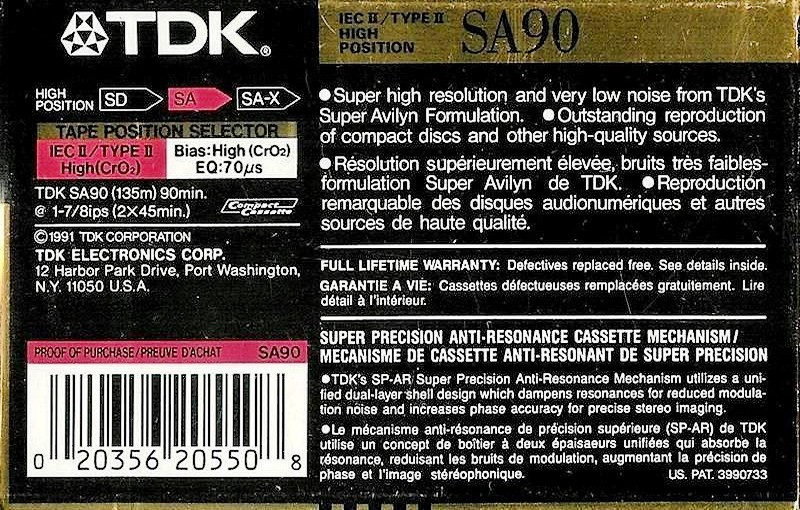 TDK®
IEC II/TYPE II
HIGH
POSITION
SA90
HIGH
POSITION
SD
SA
SA-X
TAPE POSITION SELECTOR
IEC II/TYPE II
High(CrO₂)
Bias:High (CrO₂)
EQ:70µs
TDK SA90 (135m) 90min.
@ 1-7/8ips (2×45min.)
Compact
Cassette
©1991 TDK CORPORATION
TDK ELECTRONICS CORP.
12 Harbor Park Drive, Port Washington,
N.Y. 11050 U.S.A.
PROOF OF PURCHASE/PREUVE D'ACHAT
SA90
0 20356 20550 8
●Super high resolution and very low noise from TDK's
Super Avilyn Formulation. ●Outstanding reproduction
of compact discs and other high-quality sources.
●Résolution supérieurement élevée, bruits très faibles-
formulation Super Avilyn de TDK. ●Reproduction
remarquable des disques audionumériques et autres
sources de haute qualité.
FULL LIFETIME WARRANTY: Defectives replaced free. See details inside.
GARANTIE A VIE: Cassettes défectueuses remplacées gratuitement. Lire
détail à l'intérieur.
SUPER PRECISION ANTI-RESONANCE CASSETTE MECHANISM/
MECANISME DE CASSETTE ANTI-RESONANT DE SUPER PRECISION
●TDK's SP-AR Super Precision Anti-Resonance Mechanism utilizes a uni-
fied dual-layer shell design which dampens resonances for reduced modula-
tion noise and increases phase accuracy for precise stereo imaging.
●Le mécanisme anti-résonance de précision supérieure (SP-AR) de TDK
utilise un concept de boîtier à deux épaisaeurs unifiées qui absorbe la
résonance, reduisant les bruits de modulation, augmentant la précision de
phase et l'image stéréophonique.
US. PAT. 3990733